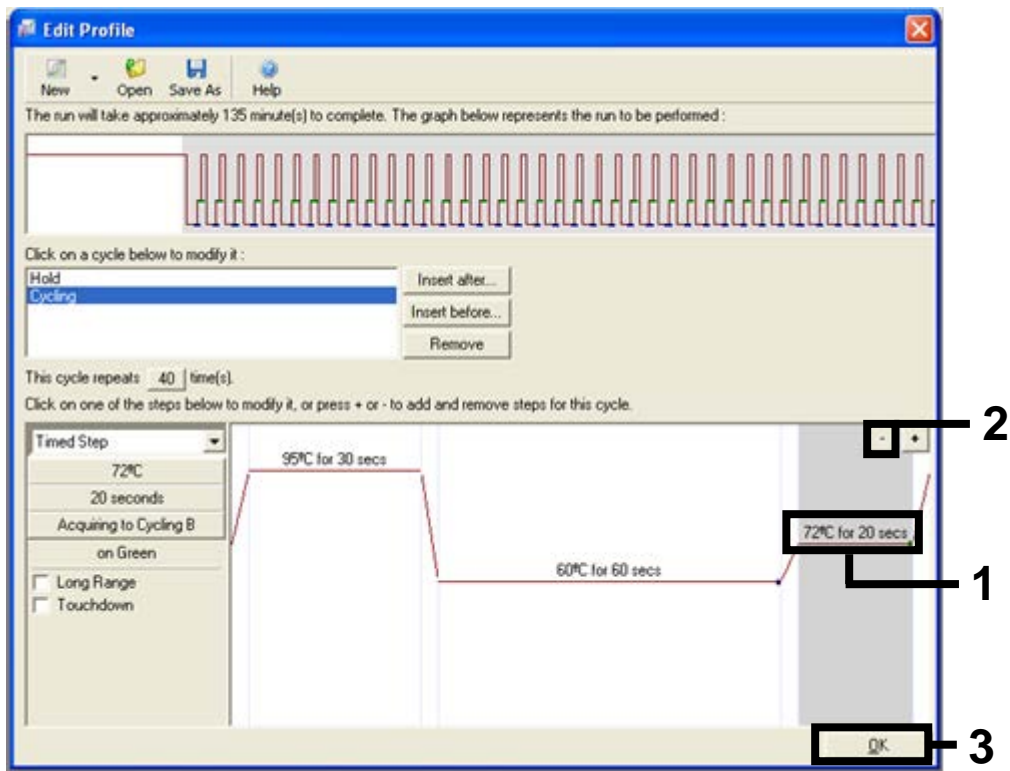 Edit Profile
New Open Save As Help
The run will take approximately 135 minute(s) to complete. The graph below represents the run to be performed :
Click on a cycle below to modify it :
Hold
Cycling
Insert after...
Insert before...
Remove
This cycle repeats 40 time(s).
Click on one of the steps below to modify it, or press + or - to add and remove steps for this cycle.
Timed Step
72ºC
20 seconds
Acquiring to Cycling B
on Green
Long Range
Touchdown
95ºC for 30 secs
60ºC for 60 secs
72ºC for 20 secs
- +
2
1
OK
3